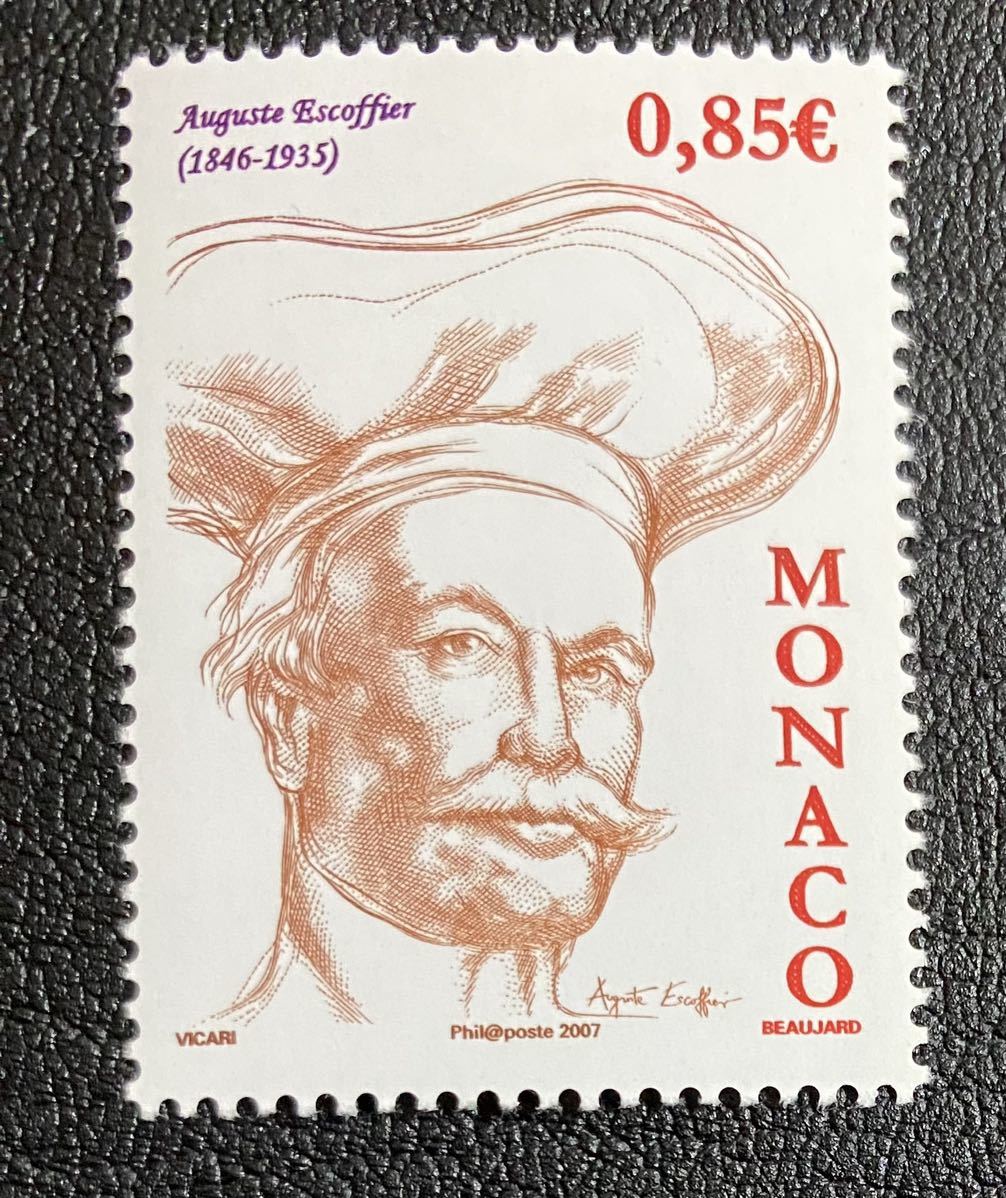 Auguste Escoffier
(1846-1935)
0,85€
MONACO
Auguste Escoffier
VICARI
Phil@poste 2007
BEAUJARD